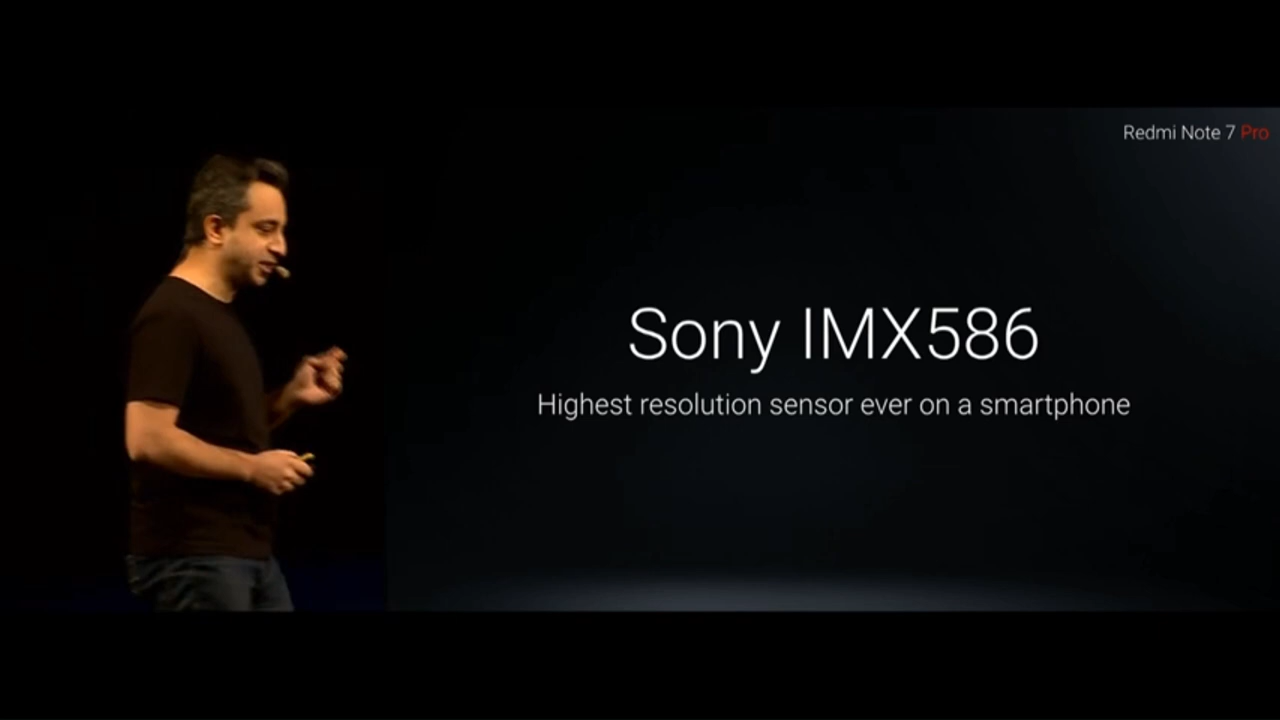 Redmi Note 7 Pro
Sony IMX586
Highest resolution sensor ever on a smartphone